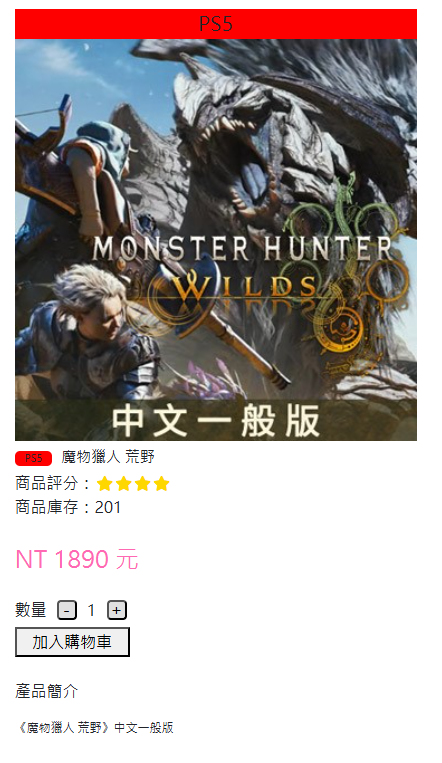 PS5
MONSTER HUNTER
WILDS
中文一般版
PS5 魔物獵人 荒野
商品評分：
商品庫存：201
NT 1890 元
數量 - 1 +
加入購物車
產品簡介
《魔物獵人 荒野》中文一般版